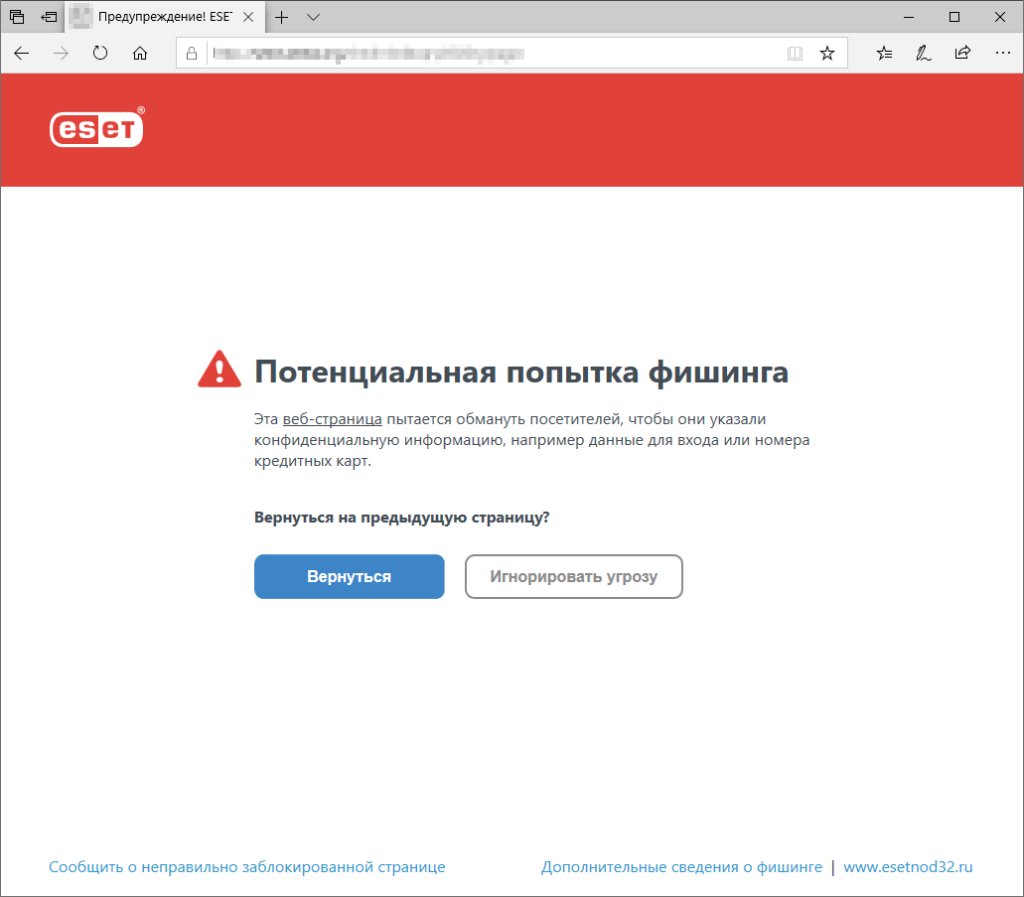 Предупреждение! ESET
eset®
Потенциальная попытка фишинга
Эта веб-страница пытается обмануть посетителей, чтобы они указали
конфиденциальную информацию, например данные для входа или номера
кредитных карт.
Вернуться на предыдущую страницу?
Вернуться Игнорировать угрозу
Сообщить о неправильно заблокированной странице Дополнительные сведения о фишинге | www.esetnod32.ru